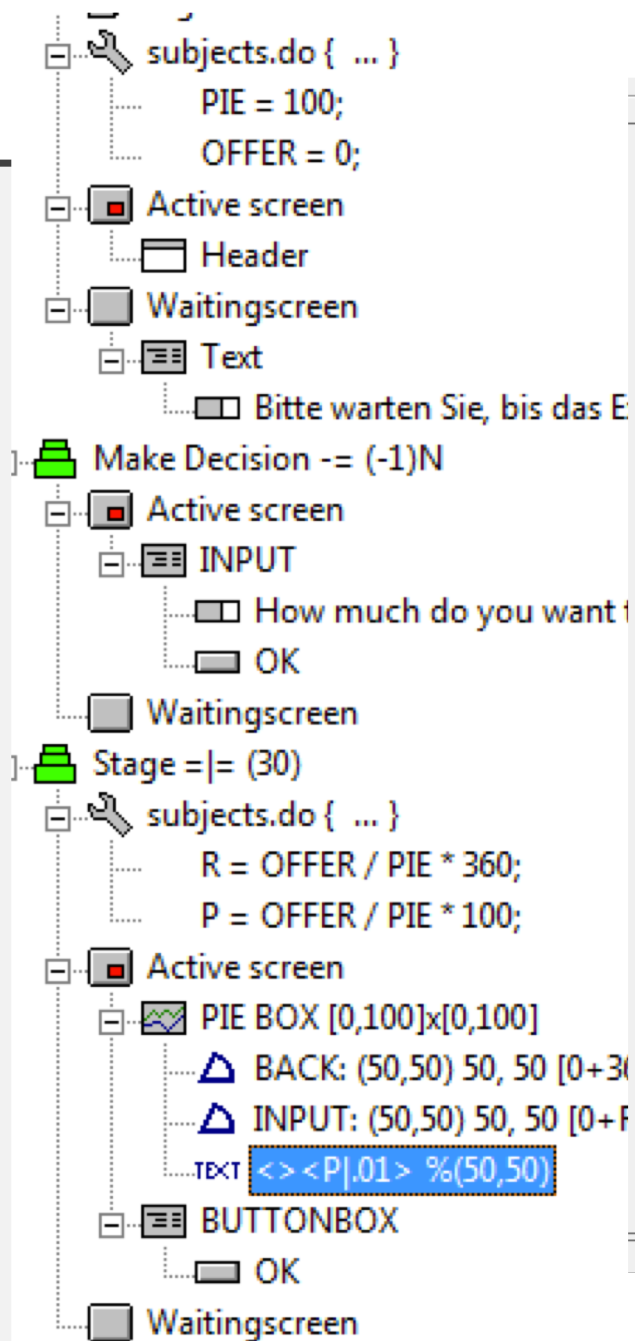 subjects.do { ... }
PIE = 100;
OFFER = 0;
Active screen
Header
Waitingscreen
Text
Bitte warten Sie, bis das
Make Decision -= (-1)N
Active screen
INPUT
How much do you want
OK
Waitingscreen
Stage =|= (30)
subjects.do { ... }
R = OFFER / PIE * 360;
P = OFFER / PIE * 100;
Active screen
PIE BOX [0,100]x[0,100]
BACK: (50,50) 50, 50 [0+3
INPUT: (50,50) 50, 50 [0+
TEXT <><P|.01> %(50,50)
BUTTONBOX
OK
Waitingscreen